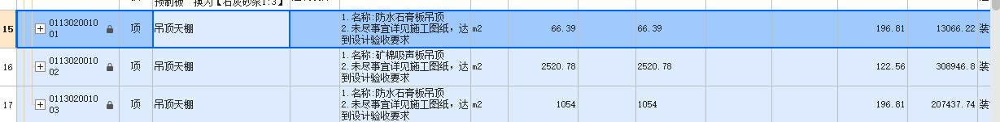 预制板 换为【石灰砂浆1:3】
15 011302001001 项 吊顶天棚 1.名称:防水石膏板吊顶 m2 66.39 66.39 196.81 13066.22 装
2.未尽事宜详见施工图纸，达到设计验收要求
16 011302001002 项 吊顶天棚 1.名称:矿棉吸声板吊顶 m2 2520.78 2520.78 122.56 308946.8 装
2.未尽事宜详见施工图纸，达到设计验收要求
17 011302001003 项 吊顶天棚 1.名称:防水石膏板吊顶 m2 1054 1054 196.81 207437.74 装
2.未尽事宜详见施工图纸，达到设计验收要求